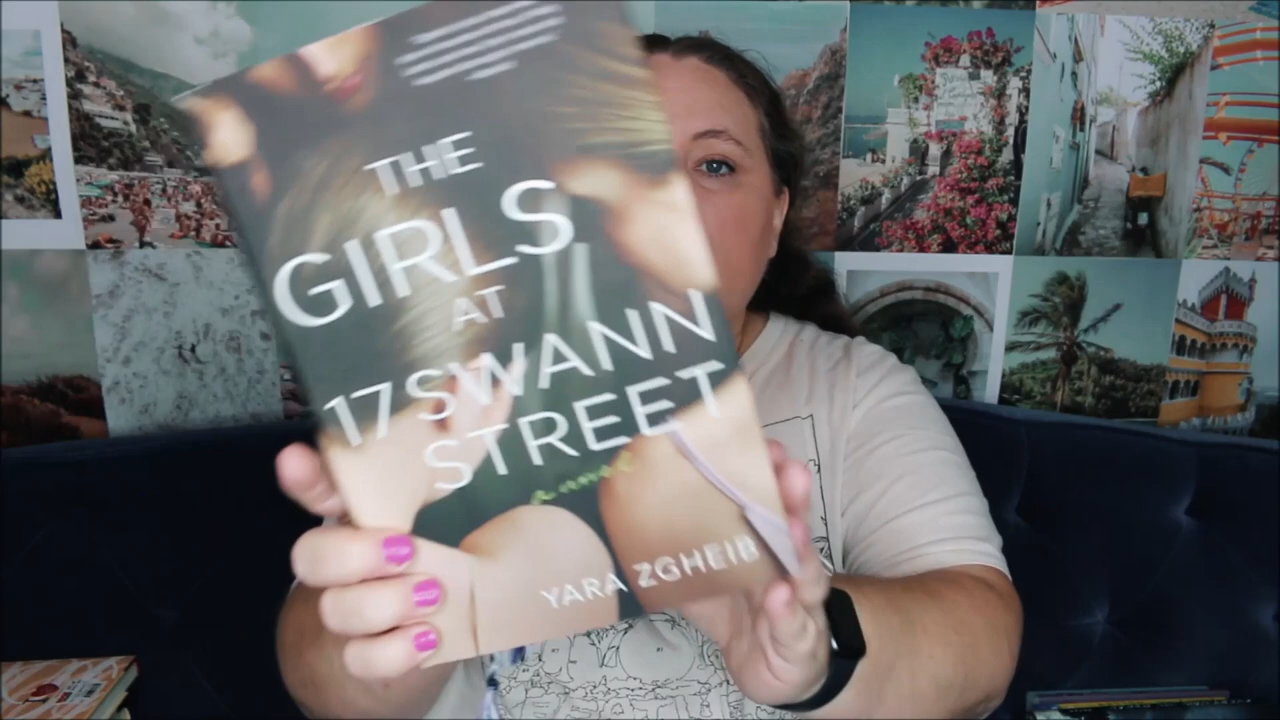 THE
GIRLS
AT
17 SWANN
STREET
YARA ZGHEIB